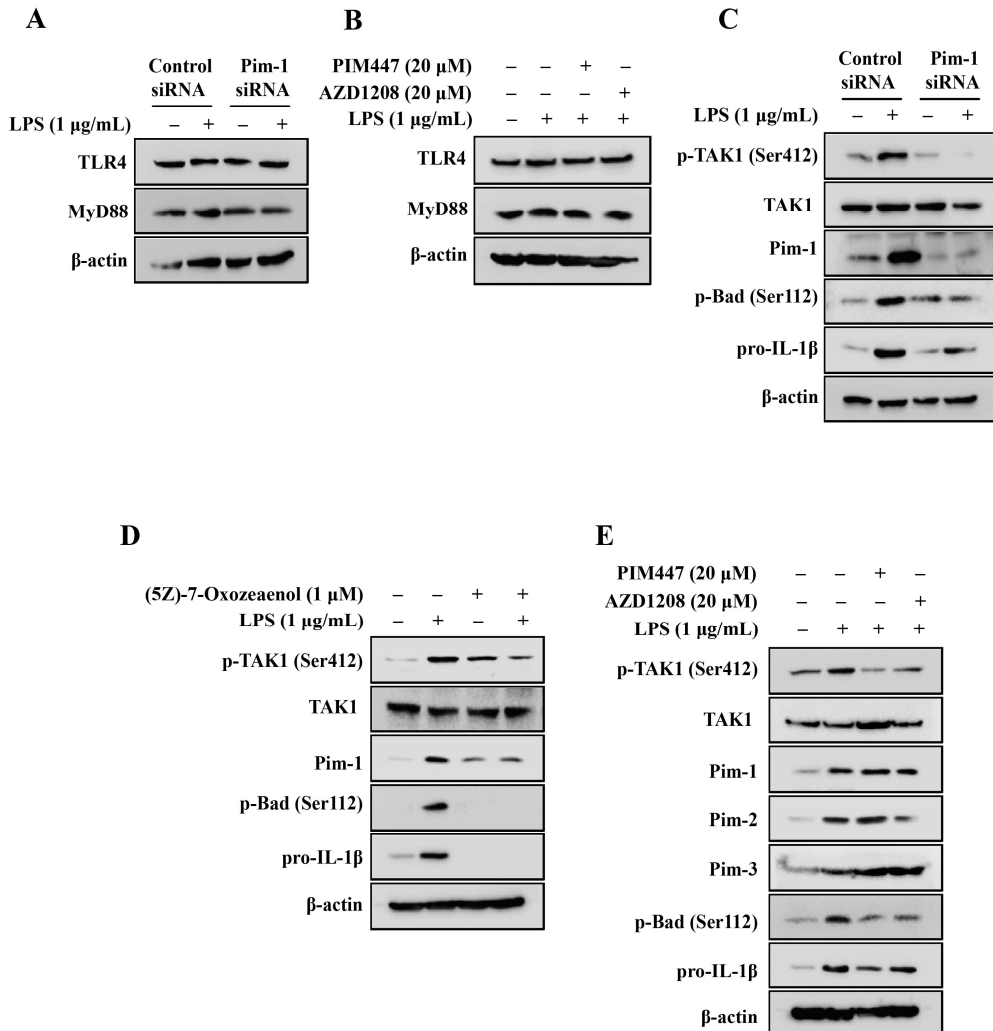 A
Control Pim-1
siRNA siRNA
LPS (1 µg/mL) – + – +
TLR4
MyD88
β-actin
B
PIM447 (20 µM) – – + –
AZD1208 (20 µM) – – – +
LPS (1 µg/mL) – + + +
TLR4
MyD88
β-actin
C
Control Pim-1
siRNA siRNA
LPS (1 µg/mL) – + – +
p-TAK1 (Ser412)
TAK1
Pim-1
p-Bad (Ser112)
pro-IL-1β
β-actin
D
(5Z)-7-Oxozeaenol (1 µM) – – + +
LPS (1 µg/mL) – + – +
p-TAK1 (Ser412)
TAK1
Pim-1
p-Bad (Ser112)
pro-IL-1β
β-actin
E
PIM447 (20 µM) – – + –
AZD1208 (20 µM) – – – +
LPS (1 µg/mL) – + + +
p-TAK1 (Ser412)
TAK1
Pim-1
Pim-2
Pim-3
p-Bad (Ser112)
pro-IL-1β
β-actin